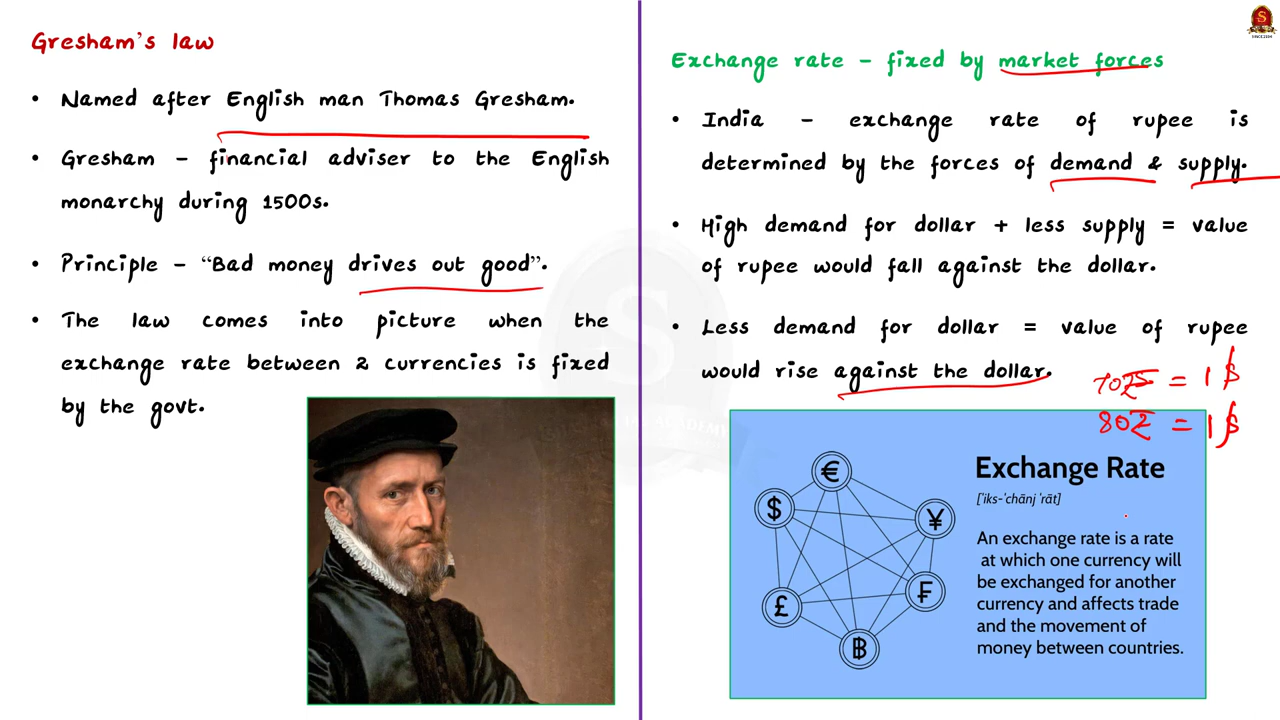 Gresham's law
• Named after English man Thomas Gresham.
• Gresham - financial adviser to the English
monarchy during 1500s.
• Principle - “Bad money drives out good”.
• The law comes into picture when the
exchange rate between 2 currencies is fixed
by the govt.
Exchange rate - fixed by market forces
• India - exchange rate of rupee is
determined by the forces of demand & supply.
• High demand for dollar + less supply = value
of rupee would fall against the dollar.
• Less demand for dollar = value of rupee
would rise against the dollar.
= 1 $
80₹ = 1 $
Exchange Rate
['iks-'chānj 'rāt]
An exchange rate is a rate
at which one currency will
be exchanged for another
currency and affects trade
and the movement of
money between countries.
€
$
¥
£
₣
฿
S